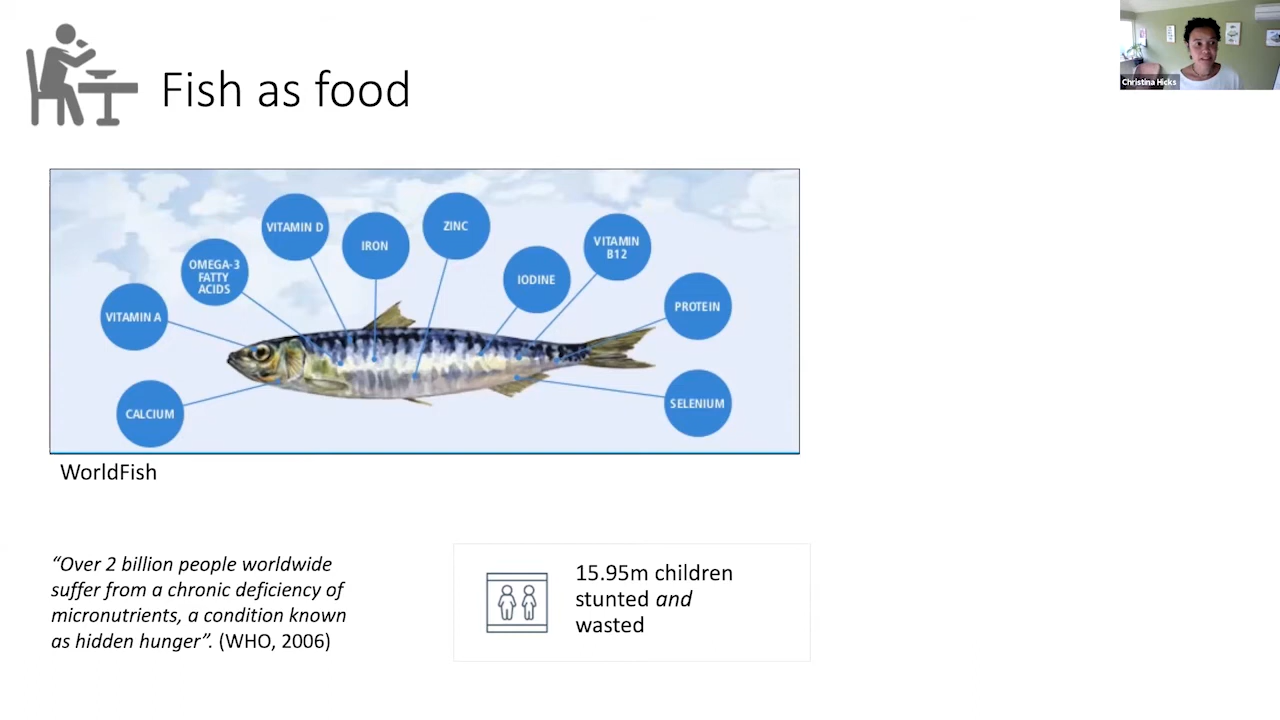 Fish as food
Christina Hicks
VITAMIN D
ZINC
IRON
VITAMIN
B12
OMEGA-3
FATTY
ACIDS
IODINE
VITAMIN A
PROTEIN
CALCIUM
SELENIUM
WorldFish
“Over 2 billion people worldwide
suffer from a chronic deficiency of
micronutrients, a condition known
as hidden hunger”. (WHO, 2006)
15.95m children
stunted and
wasted